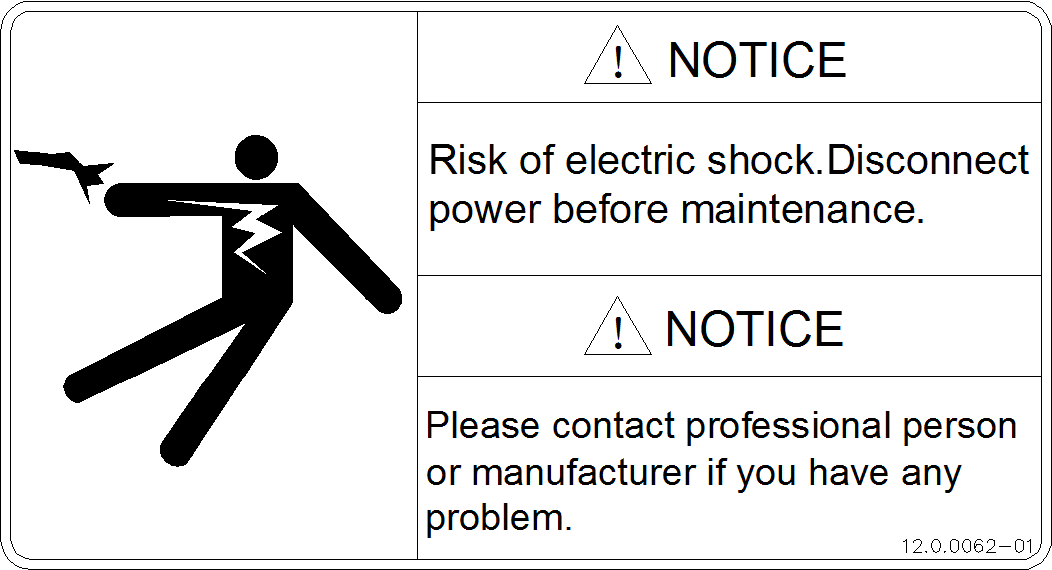 ! NOTICE
Risk of electric shock.Disconnect
power before maintenance.
! NOTICE
Please contact professional person
or manufacturer if you have any
problem.
12.0.0062-01